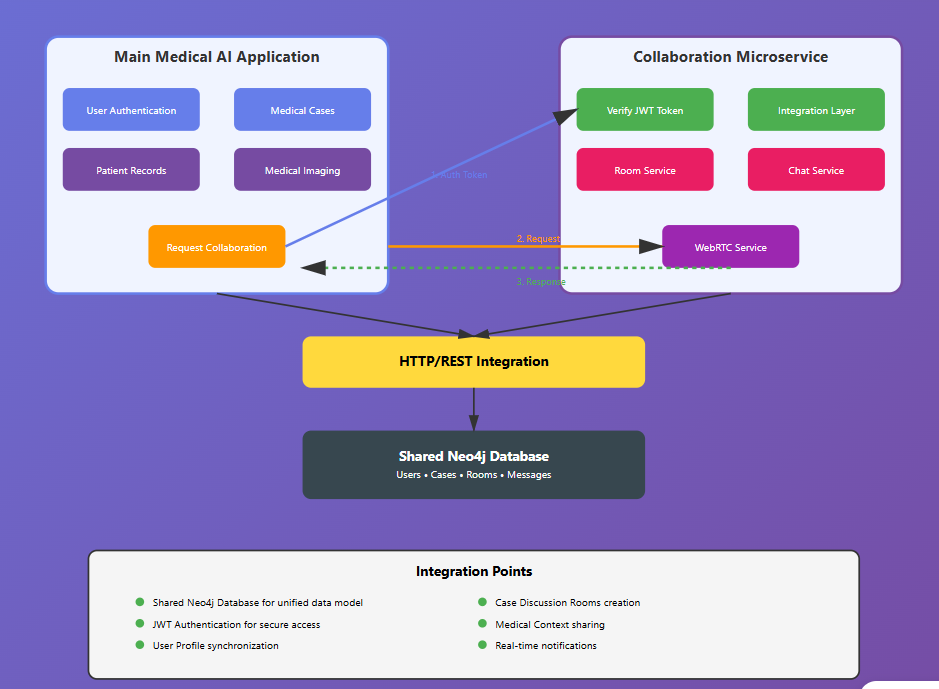 Main Medical AI Application
Collaboration Microservice
User Authentication
Medical Cases
Verify JWT Token
Integration Layer
Patient Records
Medical Imaging
1. Auth Token
Room Service
Chat Service
Request Collaboration
2. Request
WebRTC Service
3. Response
HTTP/REST Integration
Shared Neo4j Database
Users • Cases • Rooms • Messages
Integration Points
Shared Neo4j Database for unified data model
JWT Authentication for secure access
User Profile synchronization
Case Discussion Rooms creation
Medical Context sharing
Real-time notifications